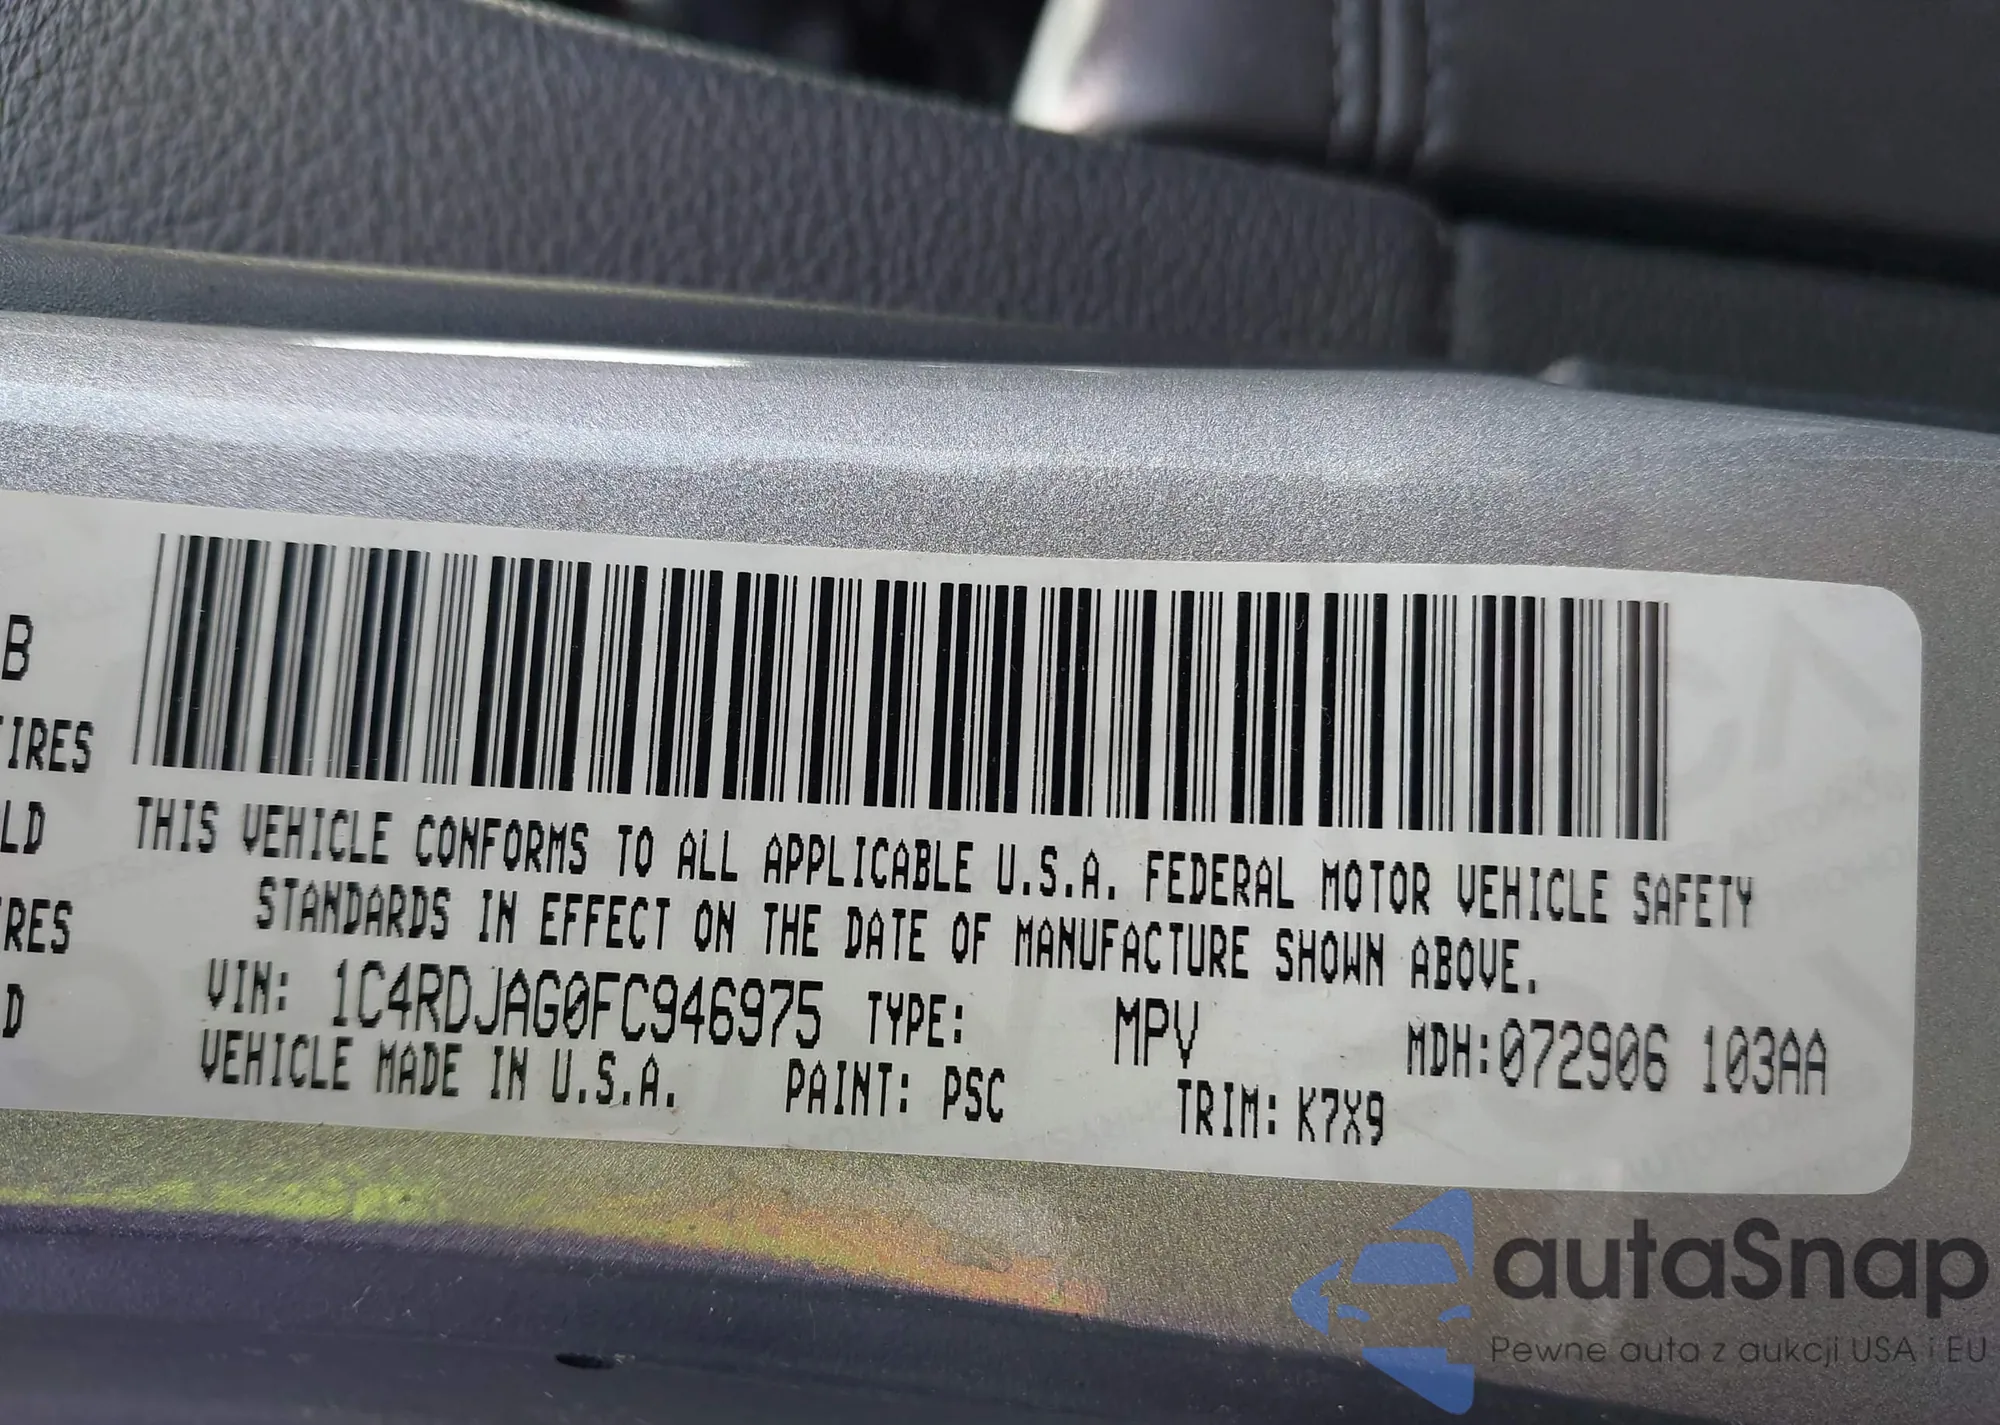 B
IRES
LD
RES
D
THIS VEHICLE CONFORMS TO ALL APPLICABLE U.S.A. FEDERAL MOTOR VEHICLE SAFETY
STANDARDS IN EFFECT ON THE DATE OF MANUFACTURE SHOWN ABOVE.
VIN: 1C4RDJAG0FC946975 TYPE: MPV MDH:072906 103AA
VEHICLE MADE IN U.S.A. PAINT: PSC TRIM: K7X9
autaSnap
Pewne auta z aukcji USA i EU